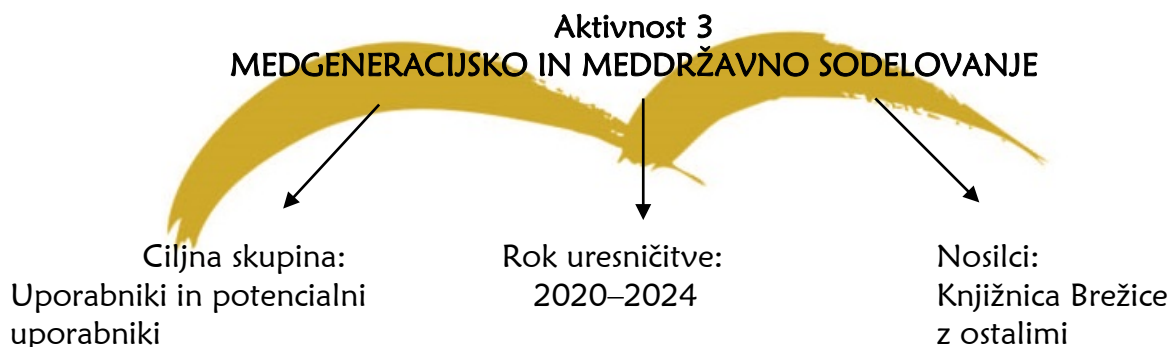 Aktivnost 3
MEDGENERACIJSKO IN MEDDRŽAVNO SODELOVANJE
Ciljna skupina:
Uporabniki in potencialni
uporabniki
Rok uresničitve:
2020–2024
Nosilci:
Knjižnica Brežice
z ostalimi